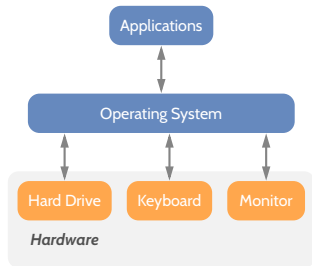 Applications
Operating System
Hard Drive Keyboard Monitor
Hardware